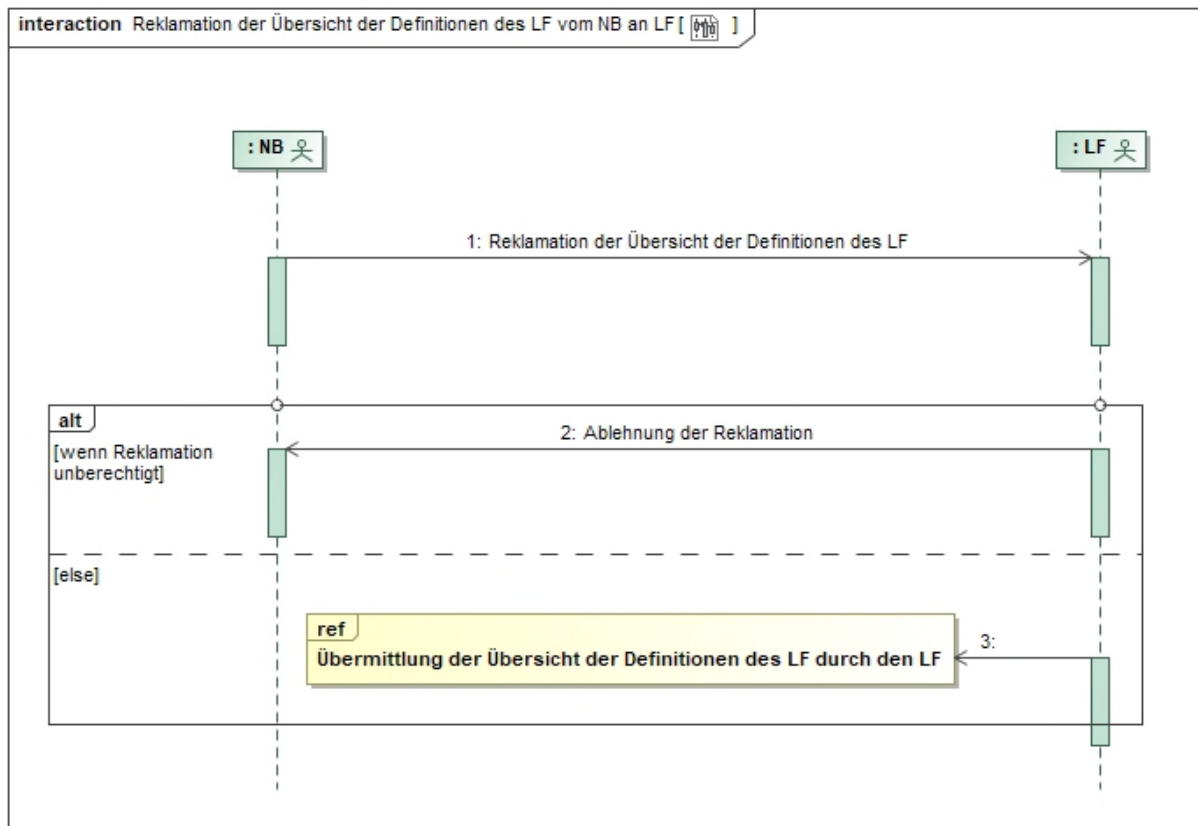 interaction Reklamation der Übersicht der Definitionen des LF vom NB an LF [ ]
: NB
: LF
1: Reklamation der Übersicht der Definitionen des LF
alt
[wenn Reklamation
unberechtigt]
2: Ablehnung der Reklamation
[else]
ref
Übermittlung der Übersicht der Definitionen des LF durch den LF
3: